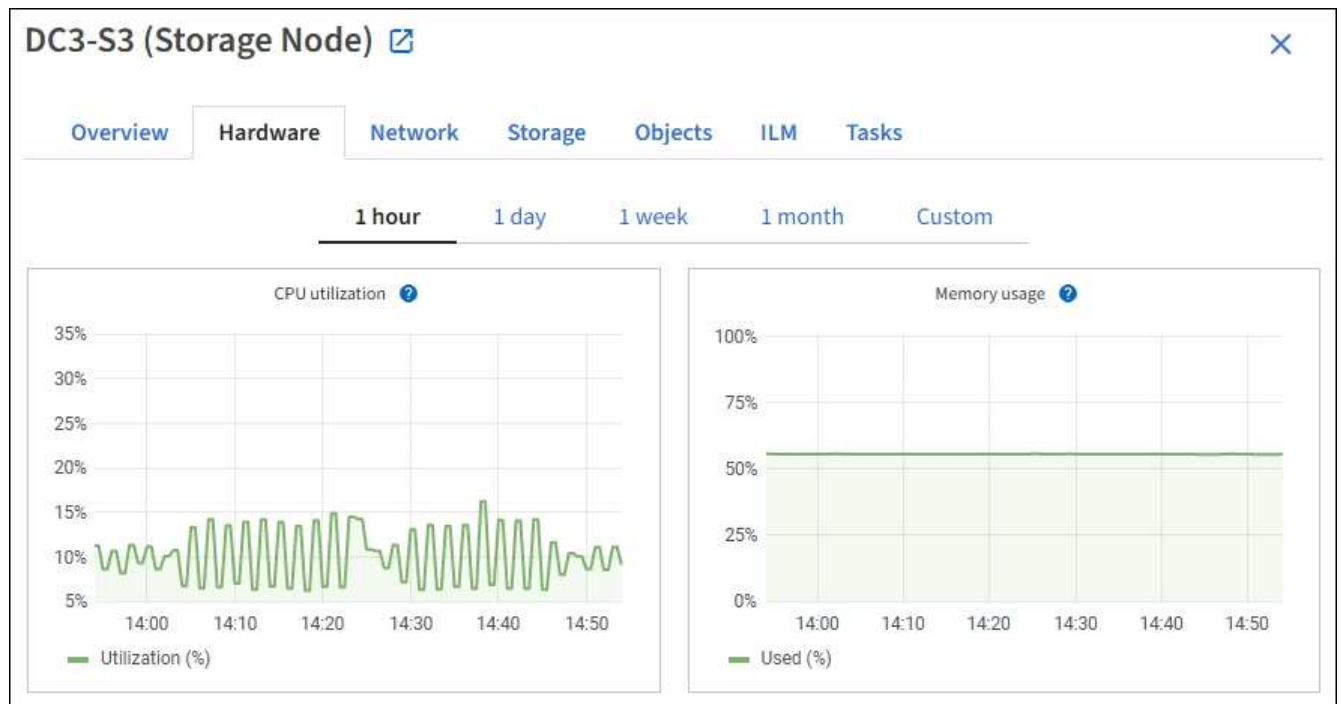 DC3-S3 (Storage Node)
Overview Hardware Network Storage Objects ILM Tasks
1 hour 1 day 1 week 1 month Custom
CPU utilization ?
35%
30%
25%
20%
15%
10%
5%
14:00 14:10 14:20 14:30 14:40 14:50
Utilization (%)
Memory usage ?
100%
75%
50%
25%
0%
14:00 14:10 14:20 14:30 14:40 14:50
Used (%)